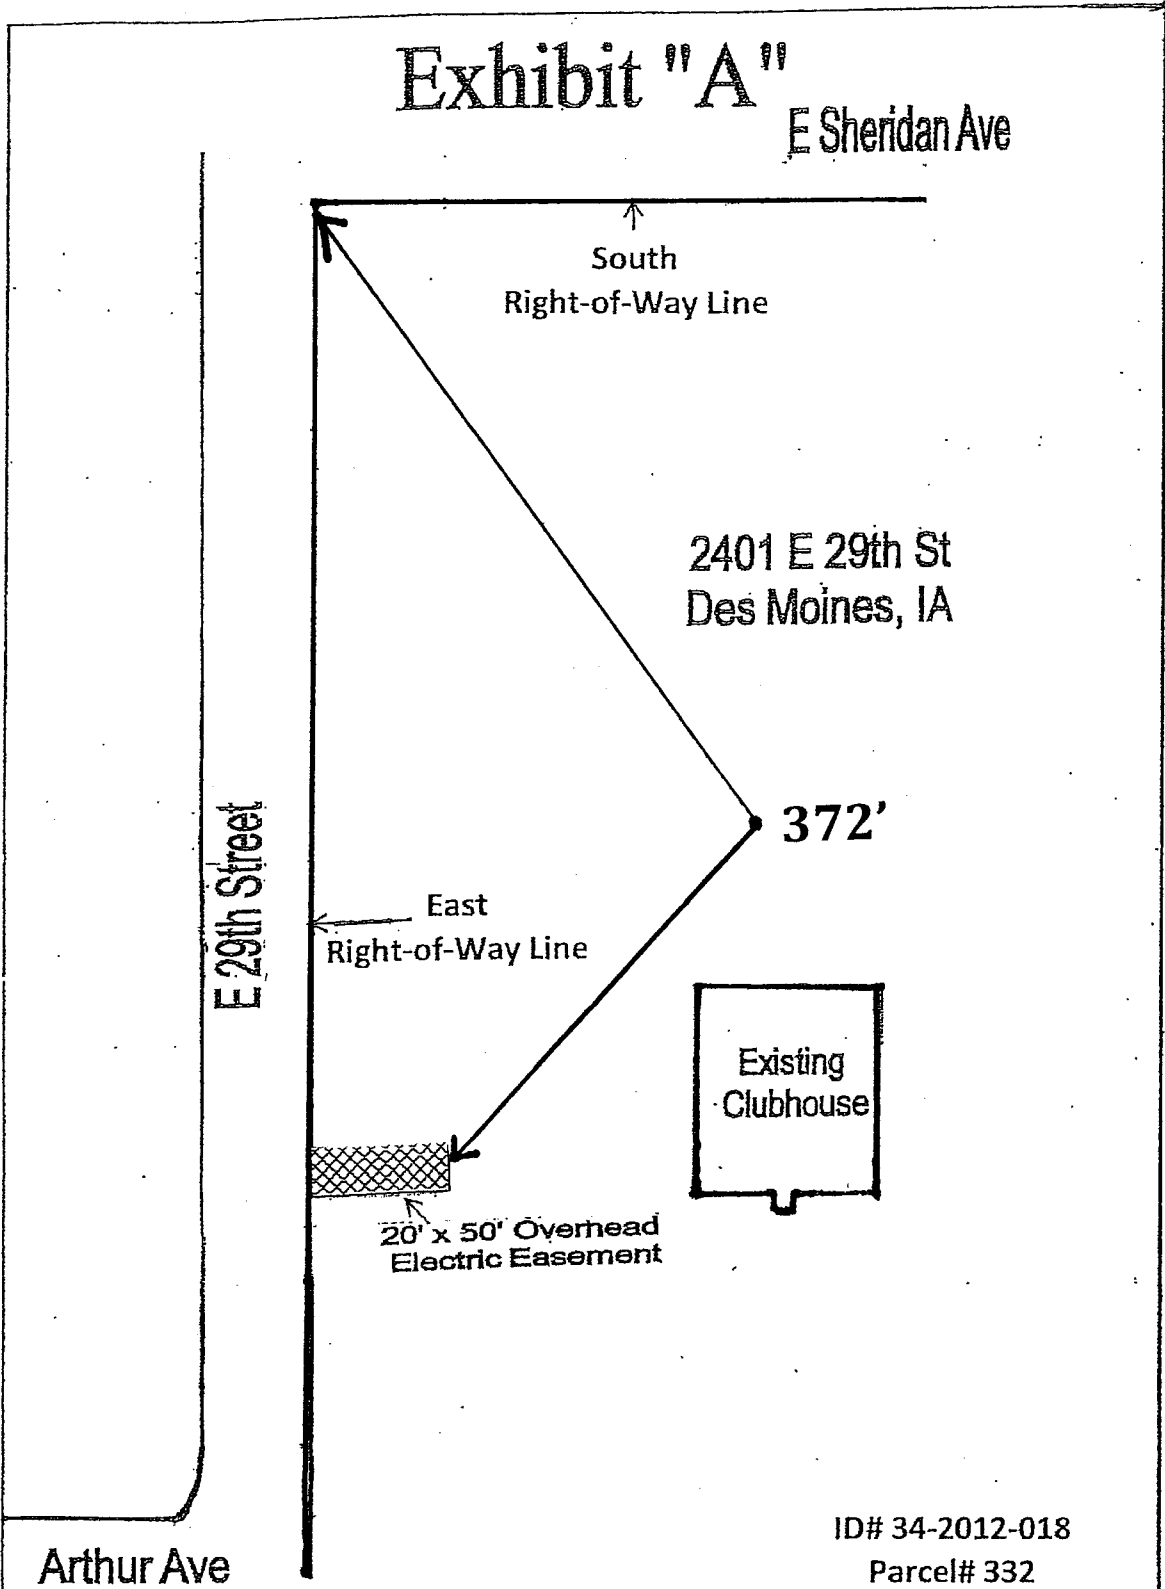 Exhibit "A"
E Sheridan Ave
South
Right-of-Way Line
2401 E 29th St
Des Moines, IA
372’
E 29th Street
East
Right-of-Way Line
Existing
Clubhouse
20' x 50' Overhead
Electric Easement
ID# 34-2012-018
Parcel# 332
Arthur Ave